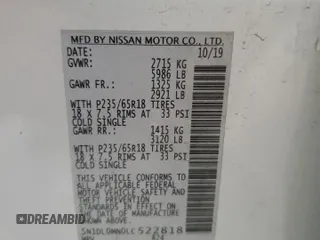 MFD BY NISSAN MOTOR CO., LTD.
DATE: 10/19
GVWR: 2715 KG
5986 LB
GAWR FR: 1325 KG
2921 LB
WITH P235/65R18 TIRES
18 X 7.5 RIMS AT 33 PSI
COLD SINGLE
GAWR RR: 1415 KG
3120 LB
WITH P235/65R18 TIRES
18 X 7.5 RIMS AT 33 PSI
COLD SINGLE
THIS VEHICLE CONFORMS TO
ALL APPLICABLE FEDERAL
MOTOR VEHICLE SAFETY
STANDARDS IN EFFECT ON
THE DATE OF MANUFACTURE
SHOWN ABOVE.
522818
DREAMBID